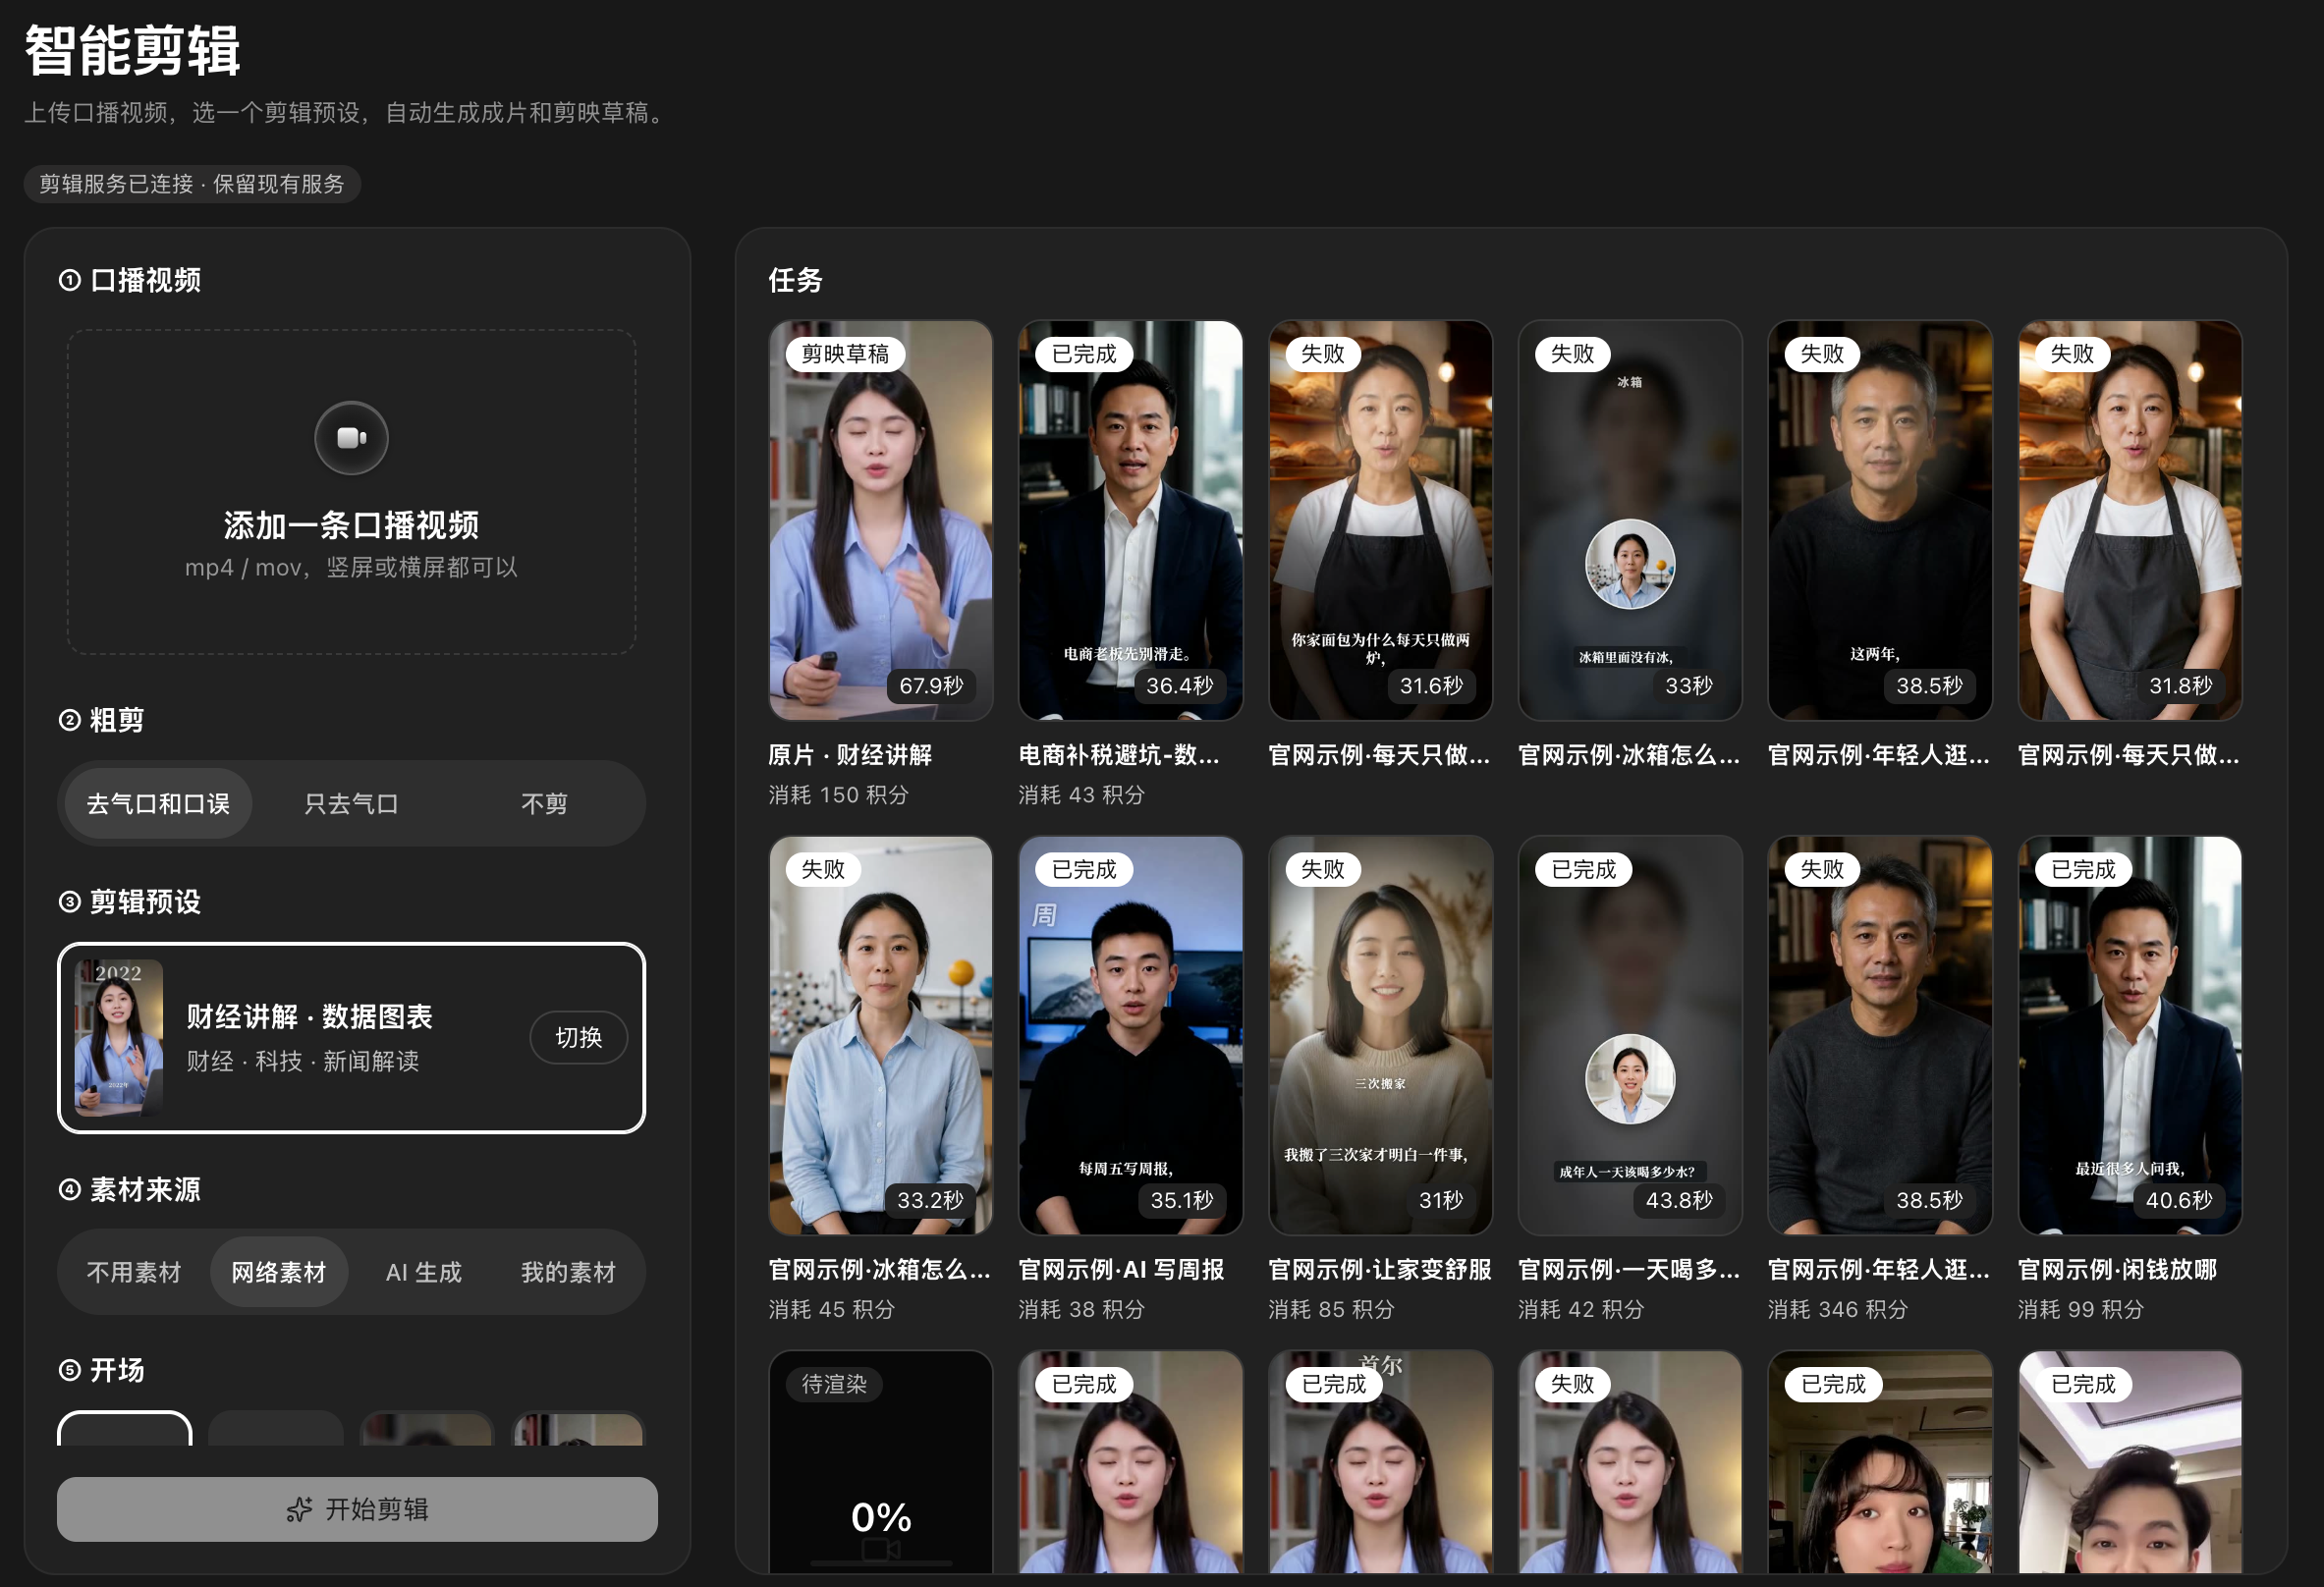 智能剪辑
上传口播视频，选一个剪辑预设，自动生成成片和剪映草稿。
剪辑服务已连接 · 保留现有服务
① 口播视频
添加一条口播视频
mp4 / mov，竖屏或横屏都可以
② 粗剪
去气口和口误 只去气口 不剪
③ 剪辑预设
2022
2022年
财经讲解 · 数据图表
财经 · 科技 · 新闻解读
切换
④ 素材来源
不用素材 网络素材 AI 生成 我的素材
⑤ 开场
开始剪辑
任务
剪映草稿
67.9秒
原片 · 财经讲解
消耗 150 积分
已完成
电商老板先别滑走。
36.4秒
电商补税避坑-数...
消耗 43 积分
失败
你家面包为什么每天只做两
炉，
31.6秒
官网示例·每天只做...
失败
冰箱
冰箱里面没有冰，
33秒
官网示例·冰箱怎么...
失败
这两年，
38.5秒
官网示例·年轻人逛...
失败
31.8秒
官网示例·每天只做...
失败
33.2秒
官网示例·冰箱怎么...
消耗 45 积分
已完成
周
每周五写周报，
35.1秒
官网示例·AI 写周报
消耗 38 积分
失败
三次搬家
我搬了三次家才明白一件事，
31秒
官网示例·让家变舒服
消耗 85 积分
已完成
成年人一天该喝多少水？
43.8秒
官网示例·一天喝多...
消耗 42 积分
失败
38.5秒
官网示例·年轻人逛...
消耗 346 积分
已完成
最近很多人问我，
40.6秒
官网示例·闲钱放哪
消耗 99 积分
待渲染
0%
已完成
首尔
已完成
失败
已完成
已完成